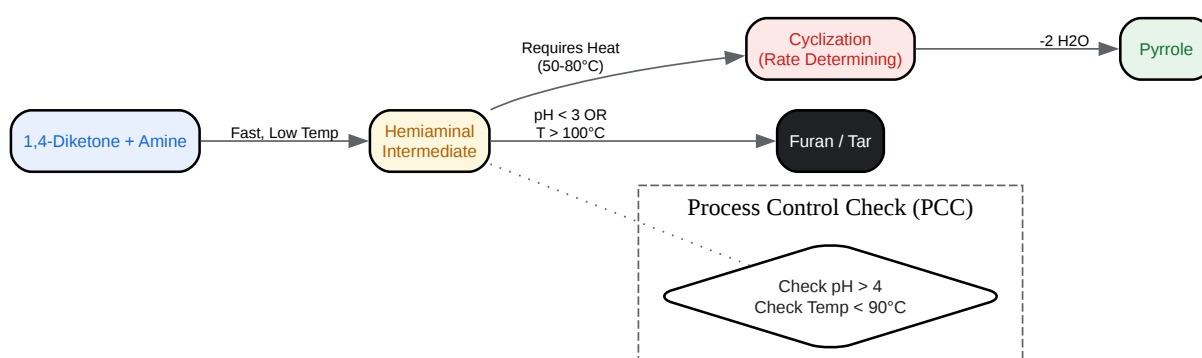 1,4-Diketone + Amine
Fast, Low Temp
Hemiaminal
Intermediate
Requires Heat
(50-80°C)
Cyclization
(Rate Determining)
-2 H2O
Pyrrole
pH < 3 OR
T > 100°C
Furan / Tar
Process Control Check (PCC)
Check pH > 4
Check Temp < 90°C